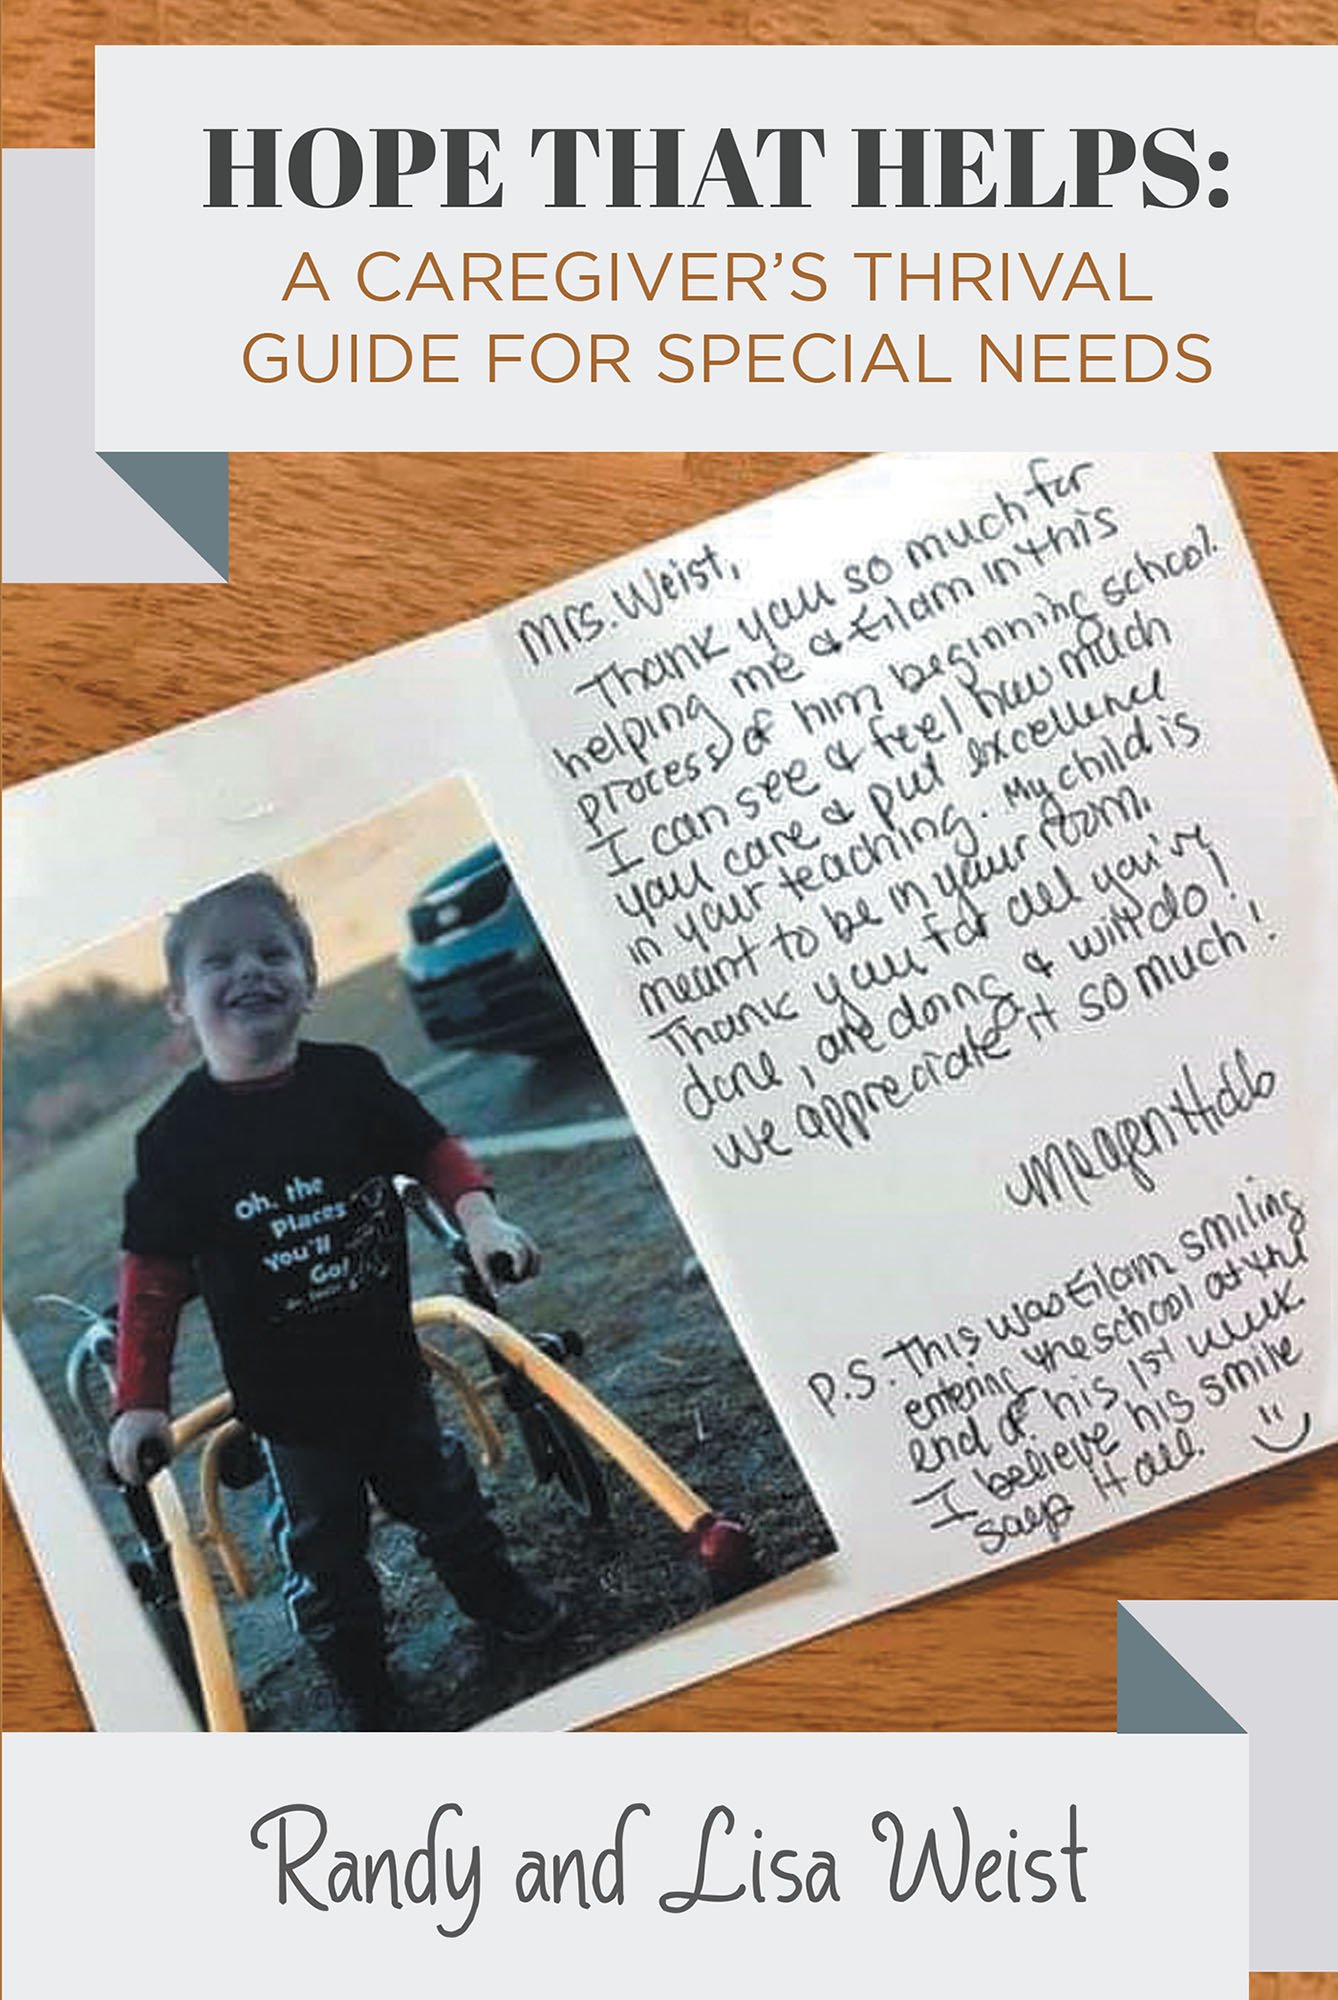 HOPE THAT HELPS:
A CAREGIVER'S THRIVAL
GUIDE FOR SPECIAL NEEDS
Mrs. Weist,
Thank you so much for
helping me & Eilam in this
process of him beginning school.
I can see & feel how much
you care & put excellence
in your teaching. My child is
meant to be in your room.
Thank you for all you've
done, are doing & will do!
We appreciate it so much!
Meagen
P.S. This was Eilam smiling
entering the school at the
end of his 1st week.
I believe his smile
says it all.
Oh, the
places
You'll
Go!
Randy and Lisa Weist